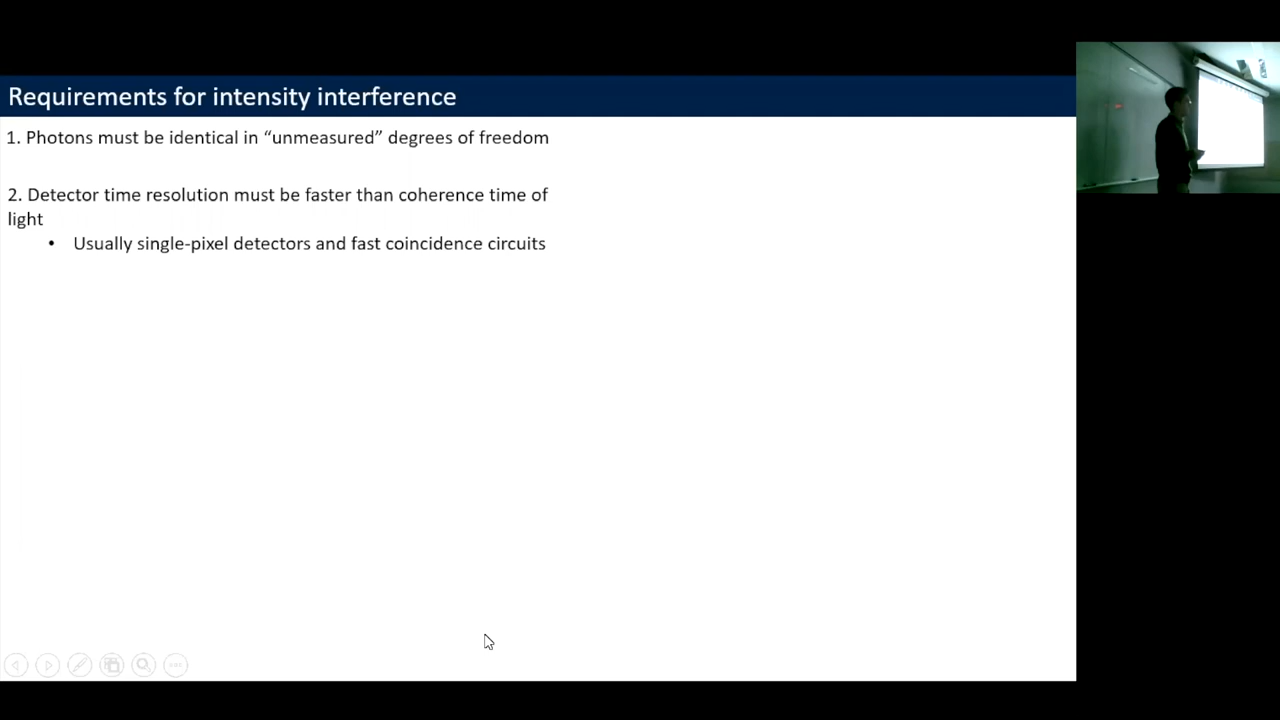 Requirements for intensity interference
1. Photons must be identical in “unmeasured” degrees of freedom
2. Detector time resolution must be faster than coherence time of
light
• Usually single-pixel detectors and fast coincidence circuits